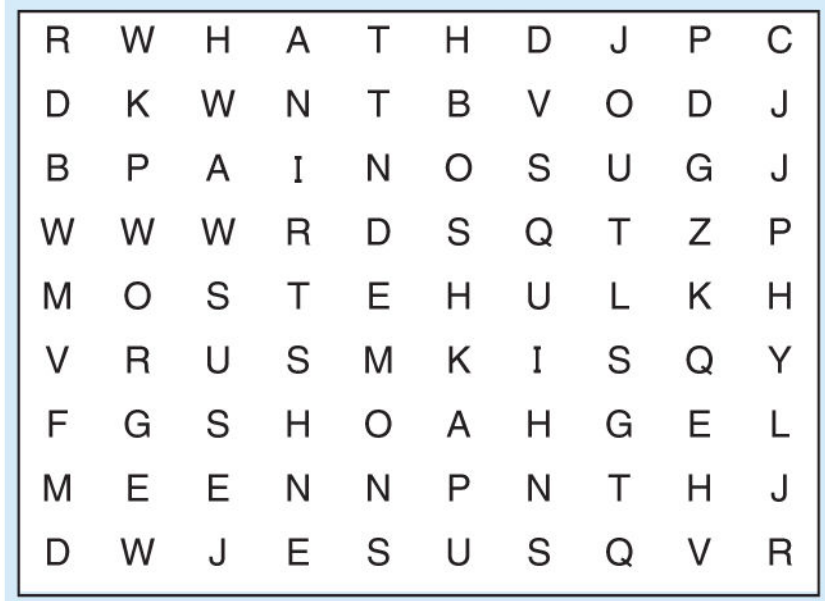 R W H A T H D J P C
D K W N T B V O D J
B P A I N O S U G J
W W W R D S Q T Z P
M O S T E H U L K H
V R U S M K I S Q Y
F G S H O A H G E L
M E E N N P N T H J
D W J E S U S Q V R